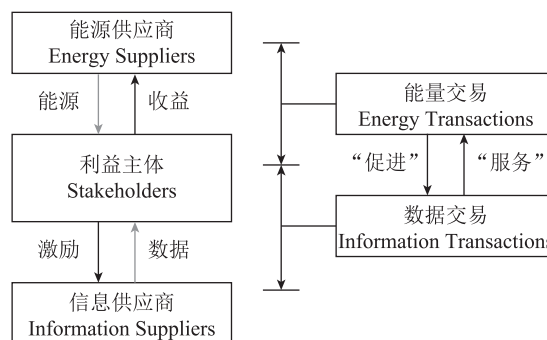 能源供应商
Energy Suppliers
能源
收益
利益主体
Stakeholders
激励
数据
信息供应商
Information Suppliers
能量交易
Energy Transactions
“促进”
“服务”
数据交易
Information Transactions